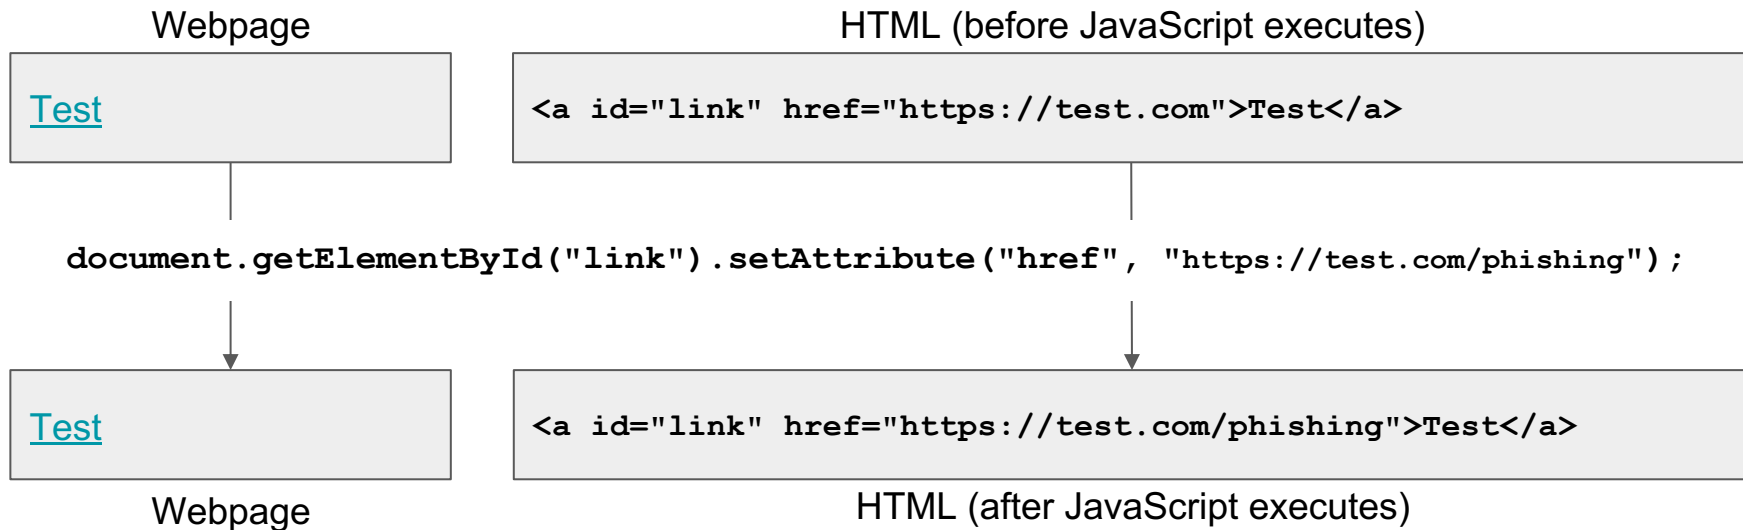 Webpage
HTML (before JavaScript executes)
Test
<a id="link" href="https://test.com">Test</a>
document.getElementById("link").setAttribute("href", "https://test.com/phishing");
Test
<a id="link" href="https://test.com/phishing">Test</a>
Webpage
HTML (after JavaScript executes)